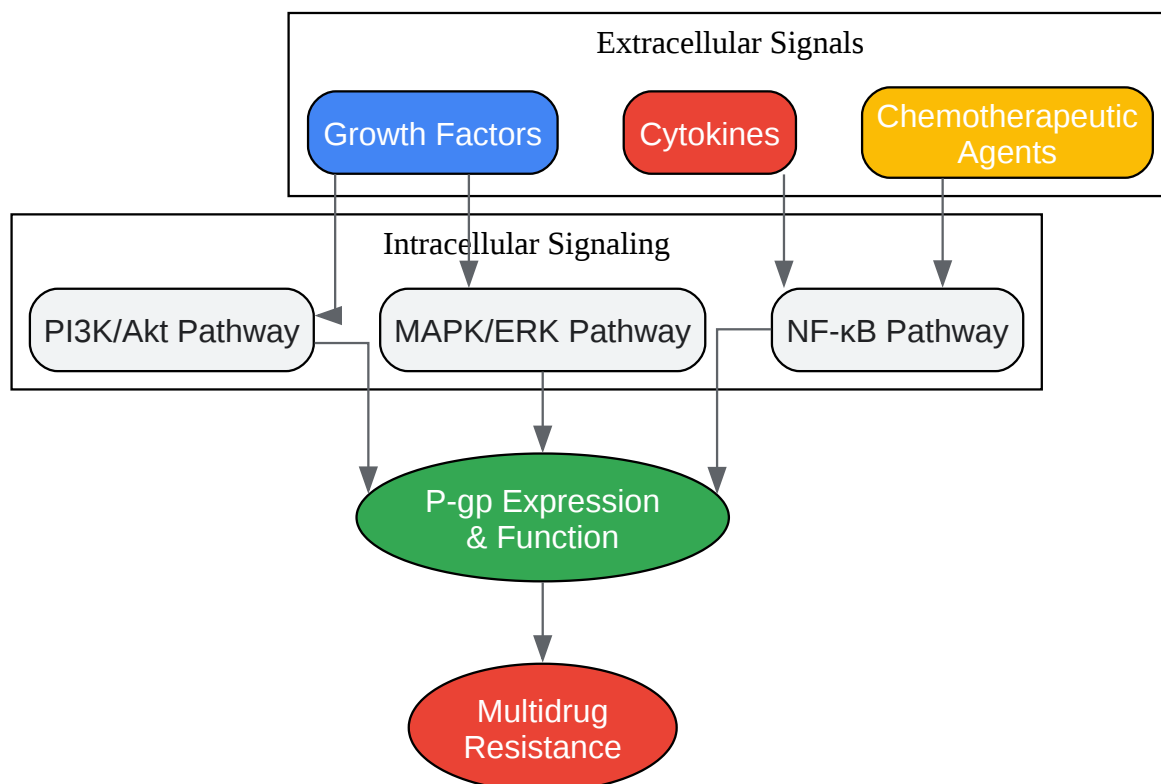 Extracellular Signals
Growth Factors
Cytokines
Chemotherapeutic
Agents
Intracellular Signaling
PI3K/Akt Pathway
MAPK/ERK Pathway
NF-κB Pathway
P-gp Expression
& Function
Multidrug
Resistance